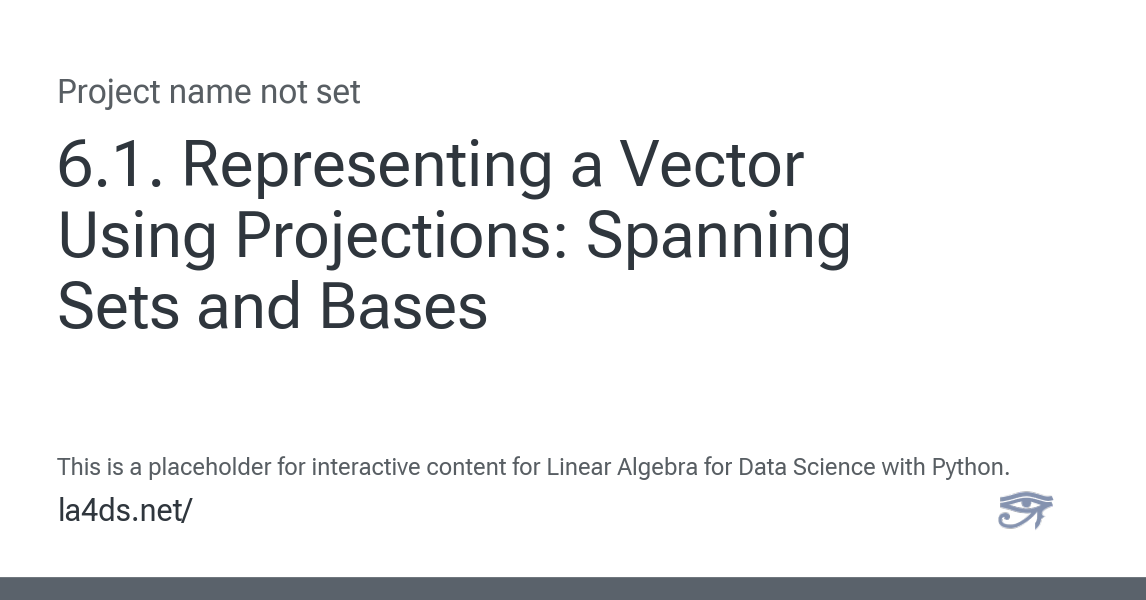 Project name not set
6.1. Representing a Vector
Using Projections: Spanning
Sets and Bases
This is a placeholder for interactive content for Linear Algebra for Data Science with Python.
la4ds.net/